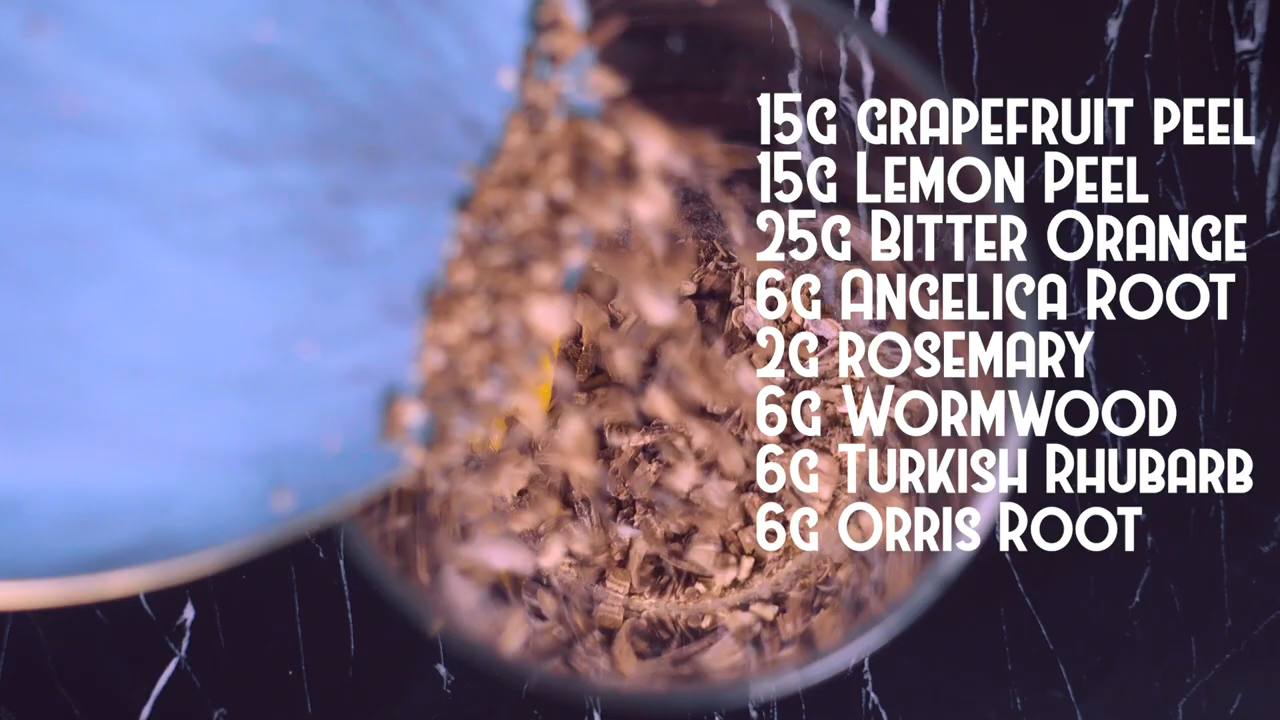 15G GRAPEFRUIT PEEL
15G LEMON PEEL
25G BITTER ORANGE
6G ANGELICA ROOT
2G ROSEMARY
6G WORMWOOD
6G TURKISH RHUBARB
6G ORRIS ROOT